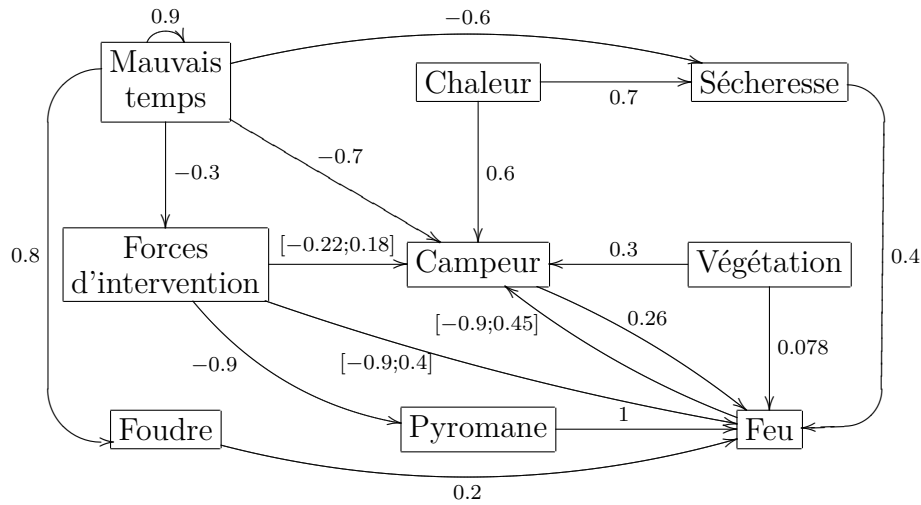 0.9
−0.6
Mauvais
temps
Chaleur
0.7
Sécheresse
−0.3
−0.7
0.6
0.8
Forces
d'intervention
[−0.22;0.18]
Campeur
0.3
Végétation
0.4
[−0.9;0.45]
0.26
0.078
−0.9
[−0.9;0.4]
Foudre
Pyromane
1
Feu
0.2